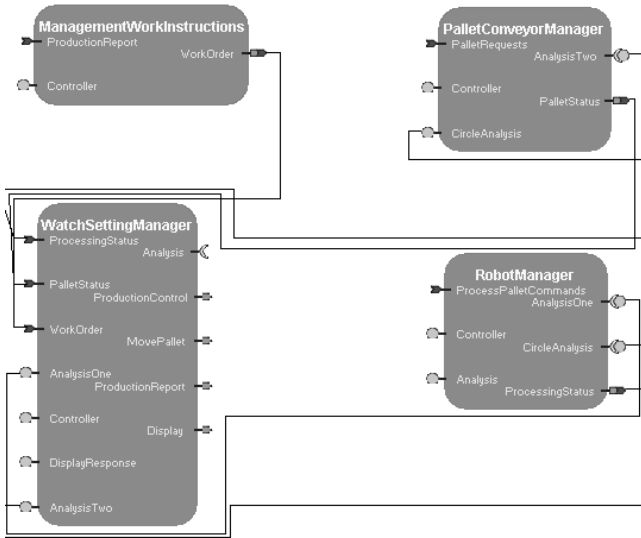 ManagementWorkInstructions
ProductionReport
WorkOrder
Controller
PalletConveyorManager
PalletRequests
AnalysisTwo
Controller
PalletStatus
CircleAnalysis
WatchSettingManager
ProcessingStatus
Analysis
PalletStatus
ProductionControl
WorkOrder
MovePallet
AnalysisOne
ProductionReport
Controller
Display
DisplayResponse
AnalysisTwo
RobotManager
ProcessPalletCommands
AnalysisOne
Controller
CircleAnalysis
Analysis
ProcessingStatus